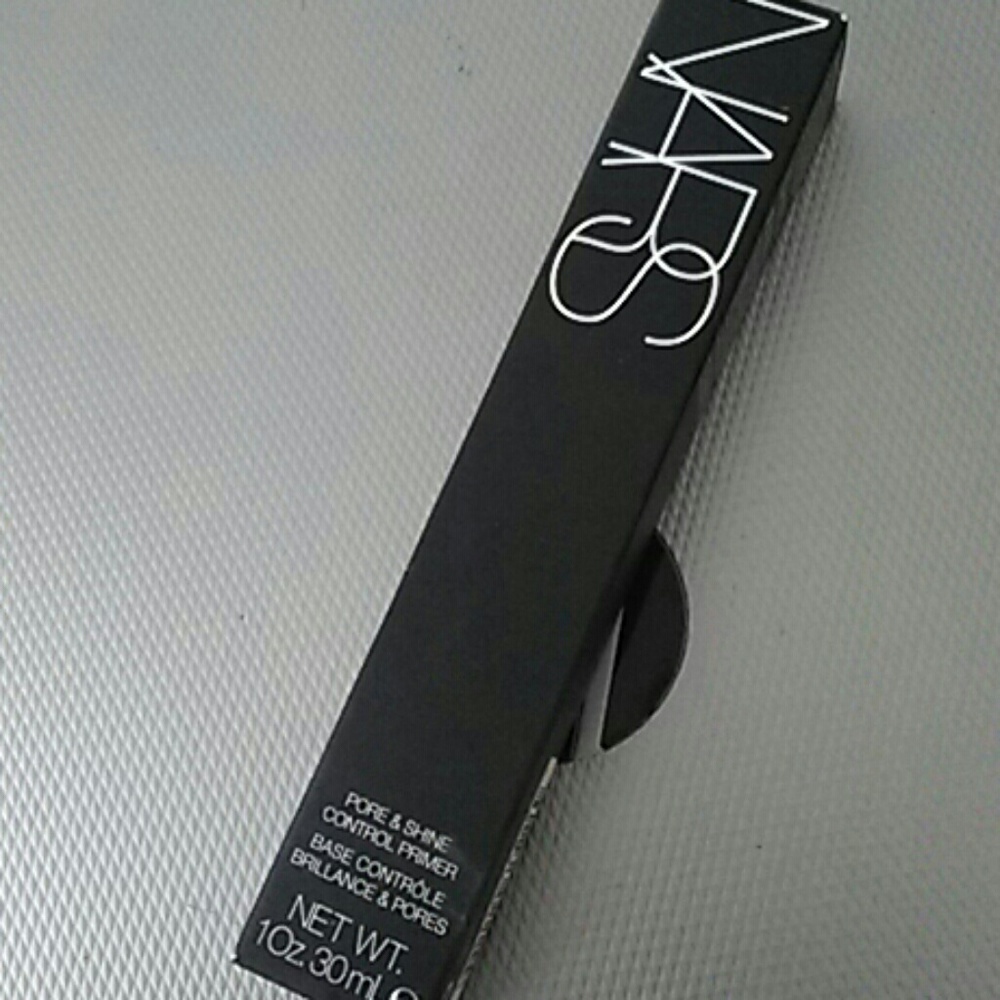 NARS
PORE & SHINE
CONTROL PRIMER
BASE CONTRÔLE
BRILLANCE & PORES
NET WT.
1Oz. 30ml